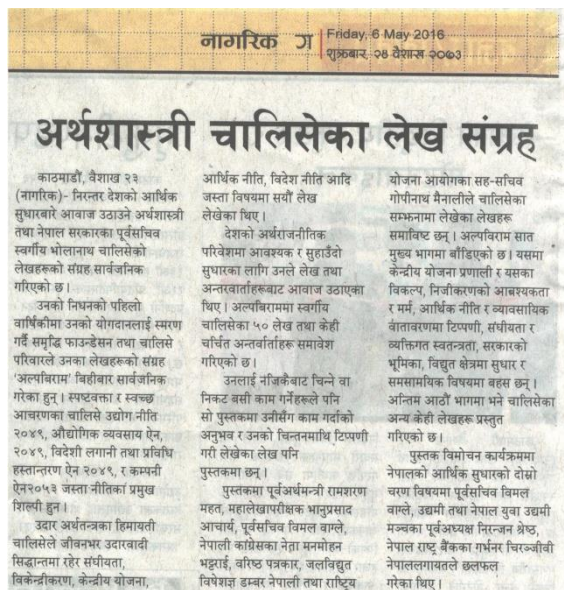 नागरिक ग
Friday, 6 May 2016
शुक्रबार, २४ वैशाख २०७३
अर्थशास्त्री चालिसेका लेख संग्रह
काठमाडौं, वैशाख २३
(नागरिक)- निरन्तर देशको आर्थिक
सुधारबारे आवाज उठाउने अर्थशास्त्री
तथा नेपाल सरकारका पूर्वसचिव
स्वर्गीय भोलानाथ चालिसेको
लेखहरूको संग्रह सार्वजनिक
गरिएको छ।
उनको निधनको पहिलो
वार्षिकीमा उनको योगदानलाई स्मरण
गर्दै समृद्धि फाउन्डेसन तथा चालिसे
परिवारले उनका लेखहरूको संग्रह
'अल्पबिराम' बिहीबार सार्वजनिक
गरेका हुन्। स्पष्टवक्ता र स्वच्छ
आचरणका चालिसे उद्योग नीति
२०४९, औद्योगिक व्यवसाय ऐन,
२०४९, विदेशी लगानी तथा प्रविधि
हस्तान्तरण ऐन २०४९, र कम्पनी
ऐन२०५३ जस्ता नीतिका प्रमुख
शिल्पी हुन।
उदार अर्थतन्त्रका हिमायती
चालिसेले जीवनभर उदारवादी
सिद्धान्तमा रहेर संघीयता,
विकेन्द्रीकरण, केन्द्रीय योजना,
आर्थिक नीति, विदेश नीति आदि
जस्ता विषयमा सयौं लेख
लेखेका थिए।
देशको अर्थराजनीतिक
परिवेशमा आवश्यक र सुहाउँदो
सुधारका लागि उनले लेख तथा
अन्तरवार्ताहरूबाट आवाज उठाएका
थिए। अल्पबिराममा स्वर्गीय
चालिसेका ५० लेख तथा केही
चर्चित अन्तर्वार्ताहरू समावेश
गरिएको छ।
उनलाई नजिकैबाट चिन्ने वा
निकट बसी काम गर्नेहरूले पनि
सो पुस्तकमा उनीसँग काम गर्दाको
अनुभव र उनको चिन्तनमाथि टिप्पणी
गरी लेखेका लेख पनि
पुस्तकमा छन्।
पुस्तकमा पूर्वअर्थमन्त्री रामशरण
महत, महालेखापरीक्षक भानुप्रसाद
आचार्य, पूर्वसचिव विमल वाग्ले,
नेपाली कांग्रेसका नेता मनमोहन
भट्टराई, वरिष्ठ पत्रकार, जलविद्युत
विषेशज्ञ डम्बर नेपाली तथा राष्ट्रिय
योजना आयोगका सह-सचिव
गोपीनाथ मैनालीले चालिसेका
सम्झनामा लेखेका लेखहरू
समाविष्ट छन्। अल्पविराम सात
मुख्य भागमा बाँडिएको छ। यसमा
केन्द्रीय योजना प्रणाली र यसका
विकल्प, निजीकरणको आबश्यकता
र मर्म, आर्थिक नीति र व्यावसायिक
वातावरणमा टिप्पणी, संघीयता र
व्यक्तिगत स्वतन्त्रता, सरकारको
भूमिका, विद्युत क्षेत्रमा सुधार र
समसामयिक विषयमा बहस छन्।
अन्तिम आठौं भागमा भने चालिसेका
अन्य केही लेखहरू प्रस्तुत
गरिएको छ।
पुस्तक विमोचन कार्यक्रममा
नेपालको आर्थिक सुधारको दोस्रो
चरण विषयमा पूर्वसचिव विमल
वाग्ले, उद्यमी तथा नेपाल युवा उद्यमी
मञ्चका पूर्वअध्यक्ष निरन्जन श्रेष्ठ,
नेपाल राष्ट्र बैंकका गर्भनर चिरञ्जीवी
नेपाललगायतले छलफल
गरेका थिए।